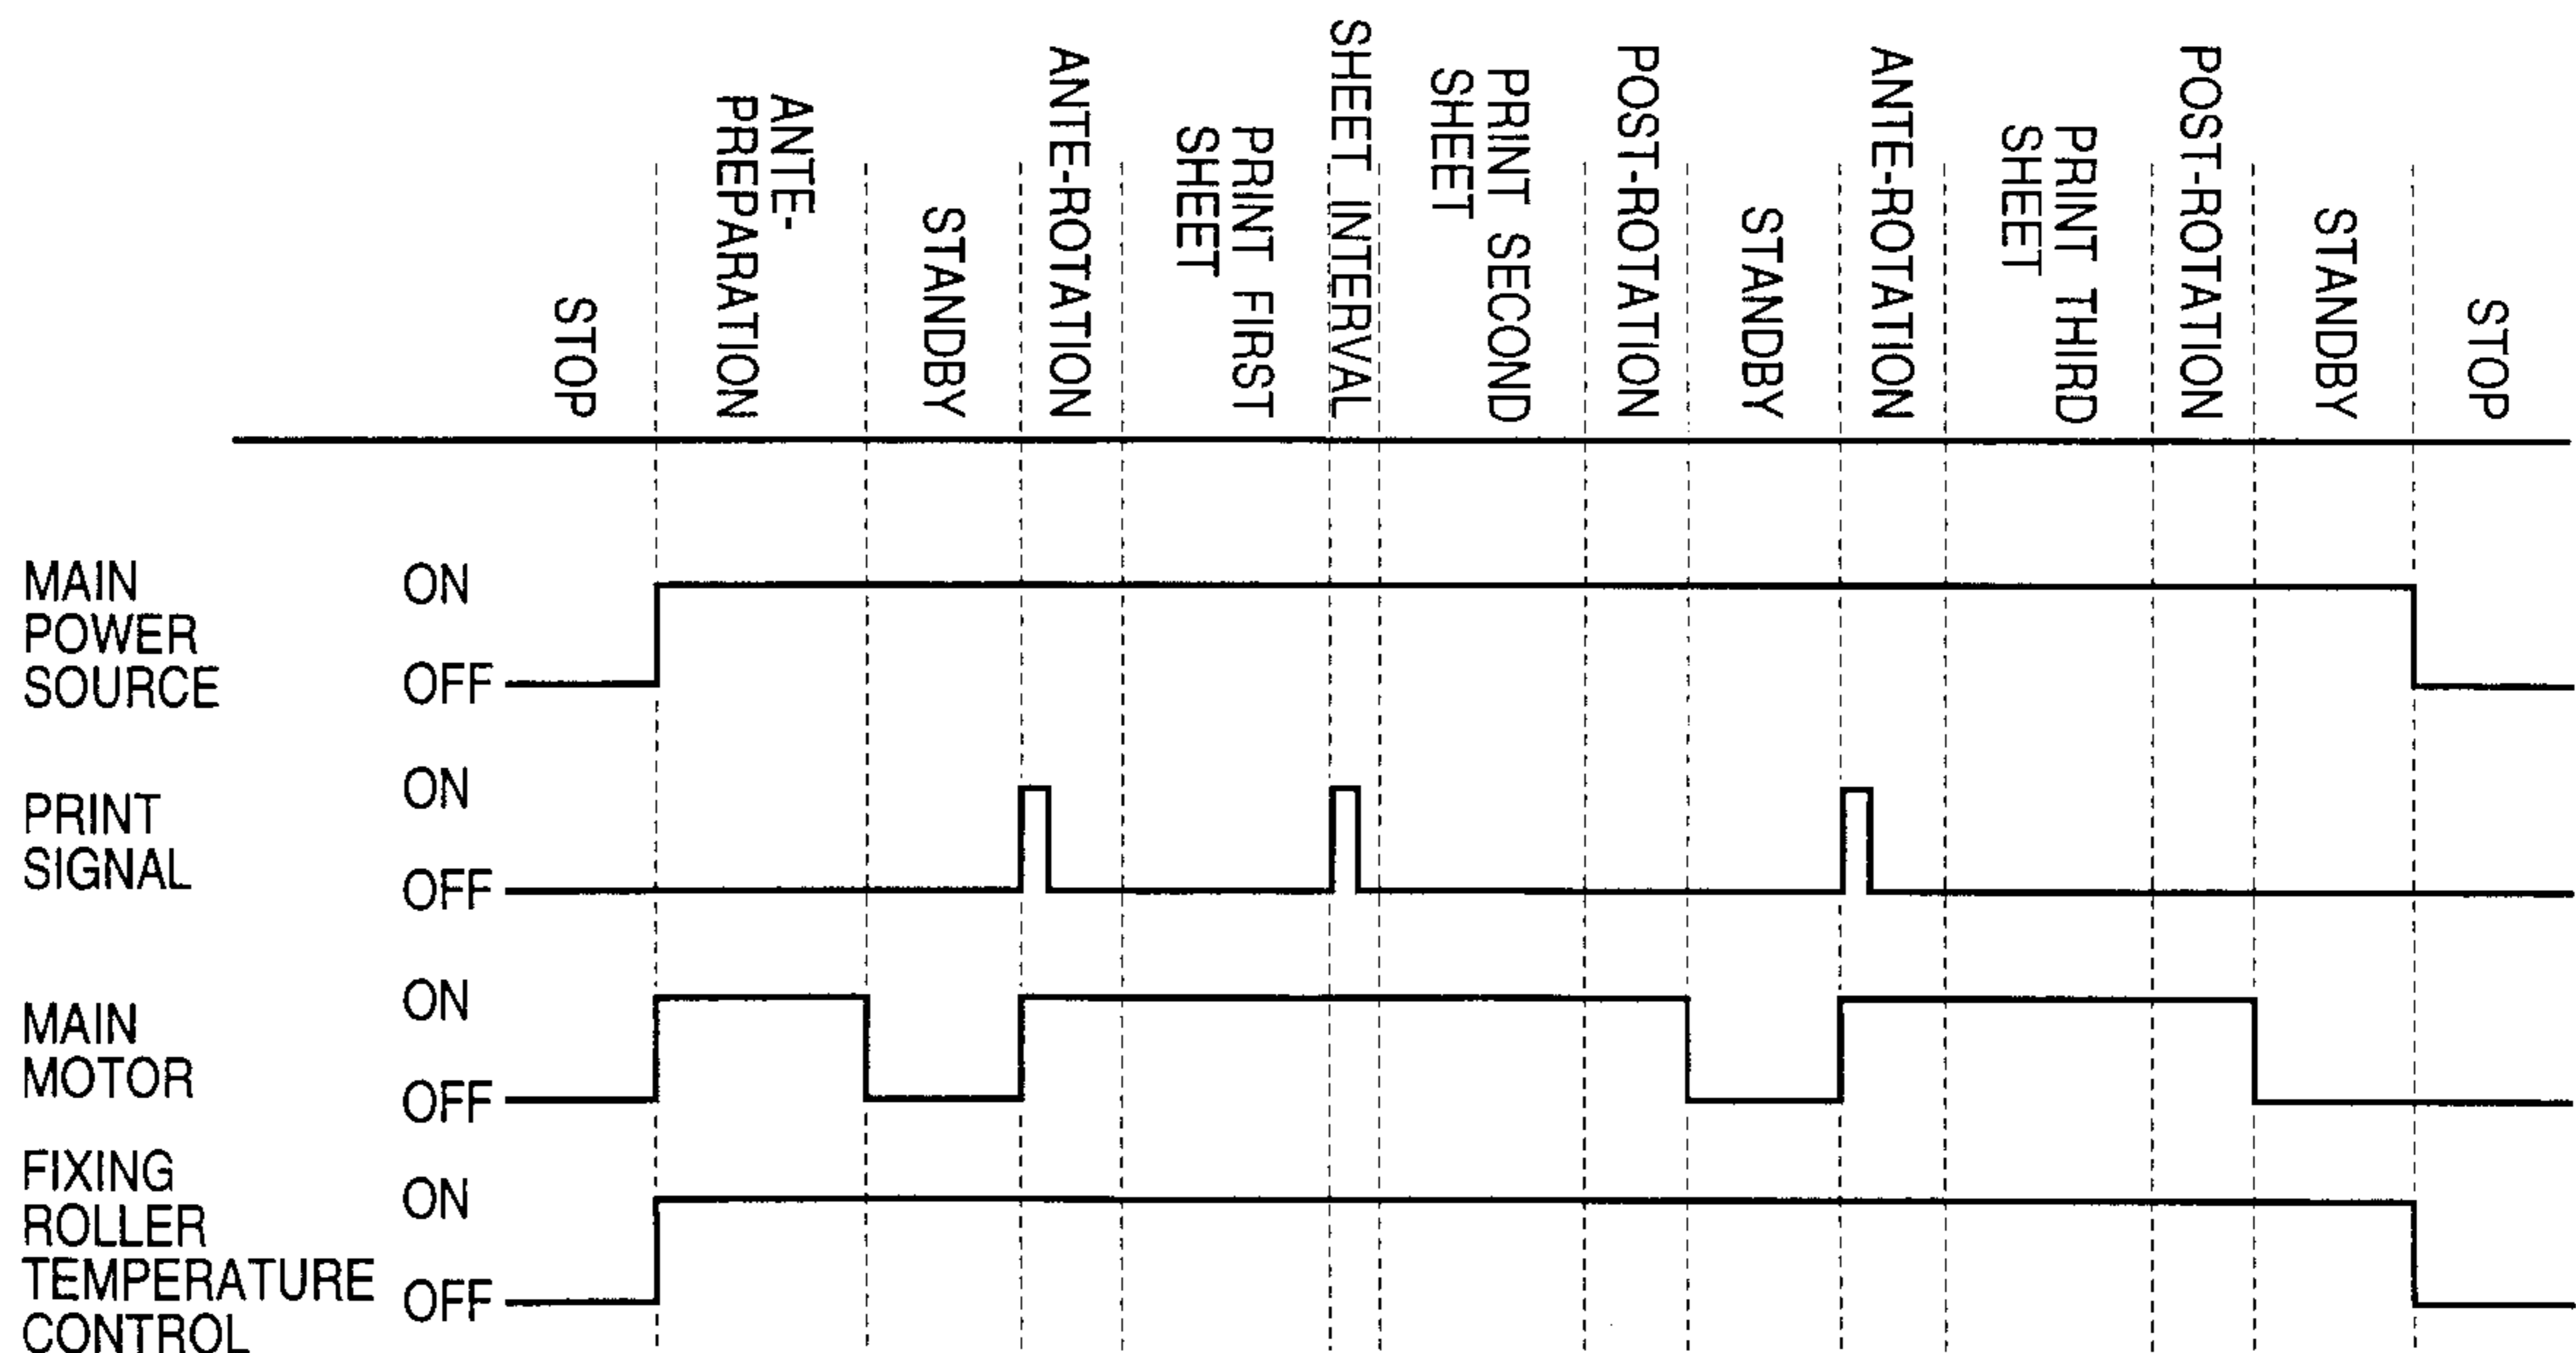 STOP
ANTE-
PREPARATION
STANDBY
ANTE-ROTATION
PRINT FIRST
SHEET
SHEET INTERVAL
PRINT SECOND
SHEET
POST-ROTATION
STANDBY
ANTE-ROTATION
PRINT THIRD
SHEET
POST-ROTATION
STANDBY
STOP
MAIN
POWER
SOURCE
ON
OFF
PRINT
SIGNAL
ON
OFF
MAIN
MOTOR
ON
OFF
FIXING
ROLLER
TEMPERATURE
CONTROL
ON
OFF